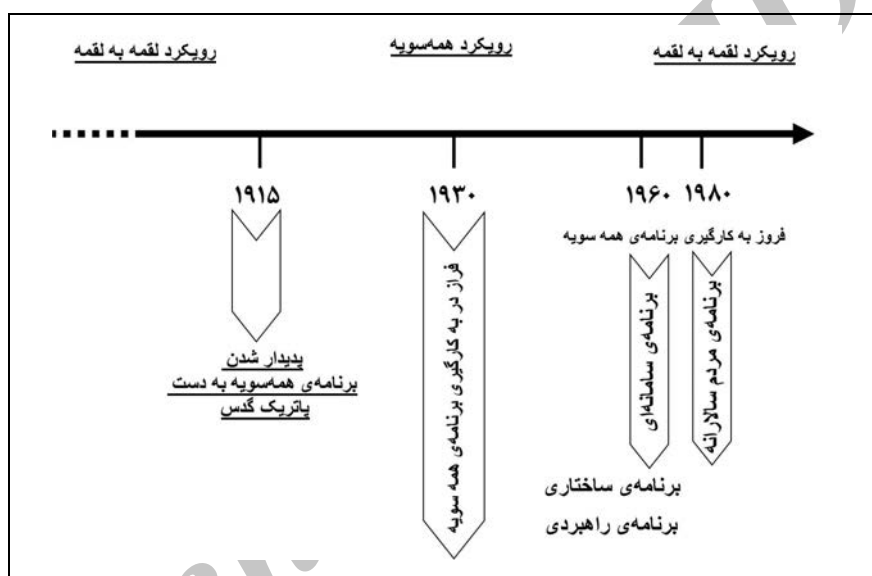 رویکرد لقمه به لقمه
رویکرد همه‌سویه
رویکرد لقمه به لقمه
۱۹۱۵
۱۹۳۰
۱۹۶۰
۱۹۸۰
فروز به کارگیری برنامه‌ی همه سویه
پدیدار شدن
برنامه‌ی همه‌سویه به دست
پاتریک گدس
فراز در به کارگیری برنامه‌ی همه سویه
برنامه‌ی سامانه‌ای
برنامه‌ی مردم سالارانه
برنامه‌ی ساختاری
برنامه‌ی راهبردی